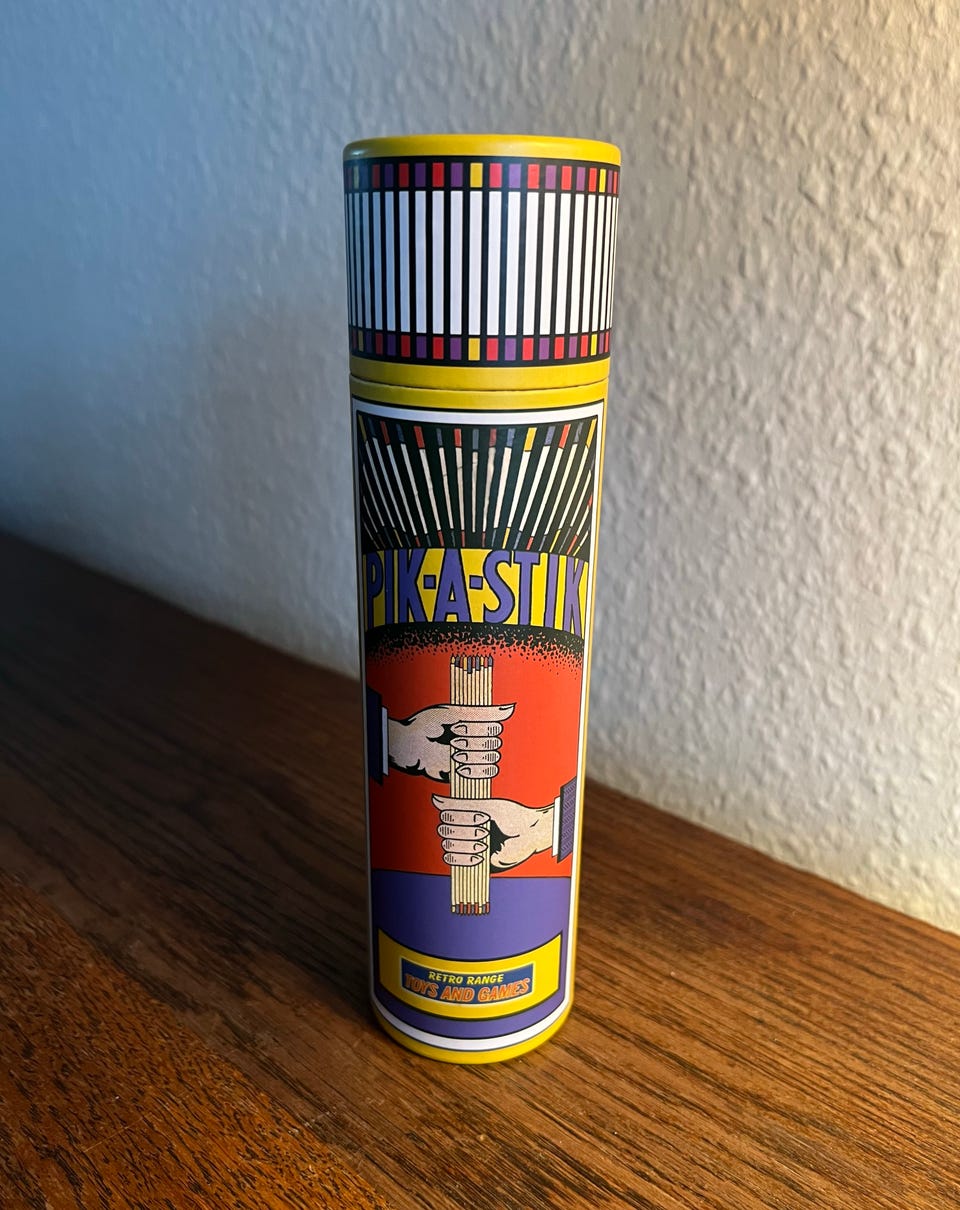 PIK-A-STIK
RETRO RANGE
TOYS AND GAMES